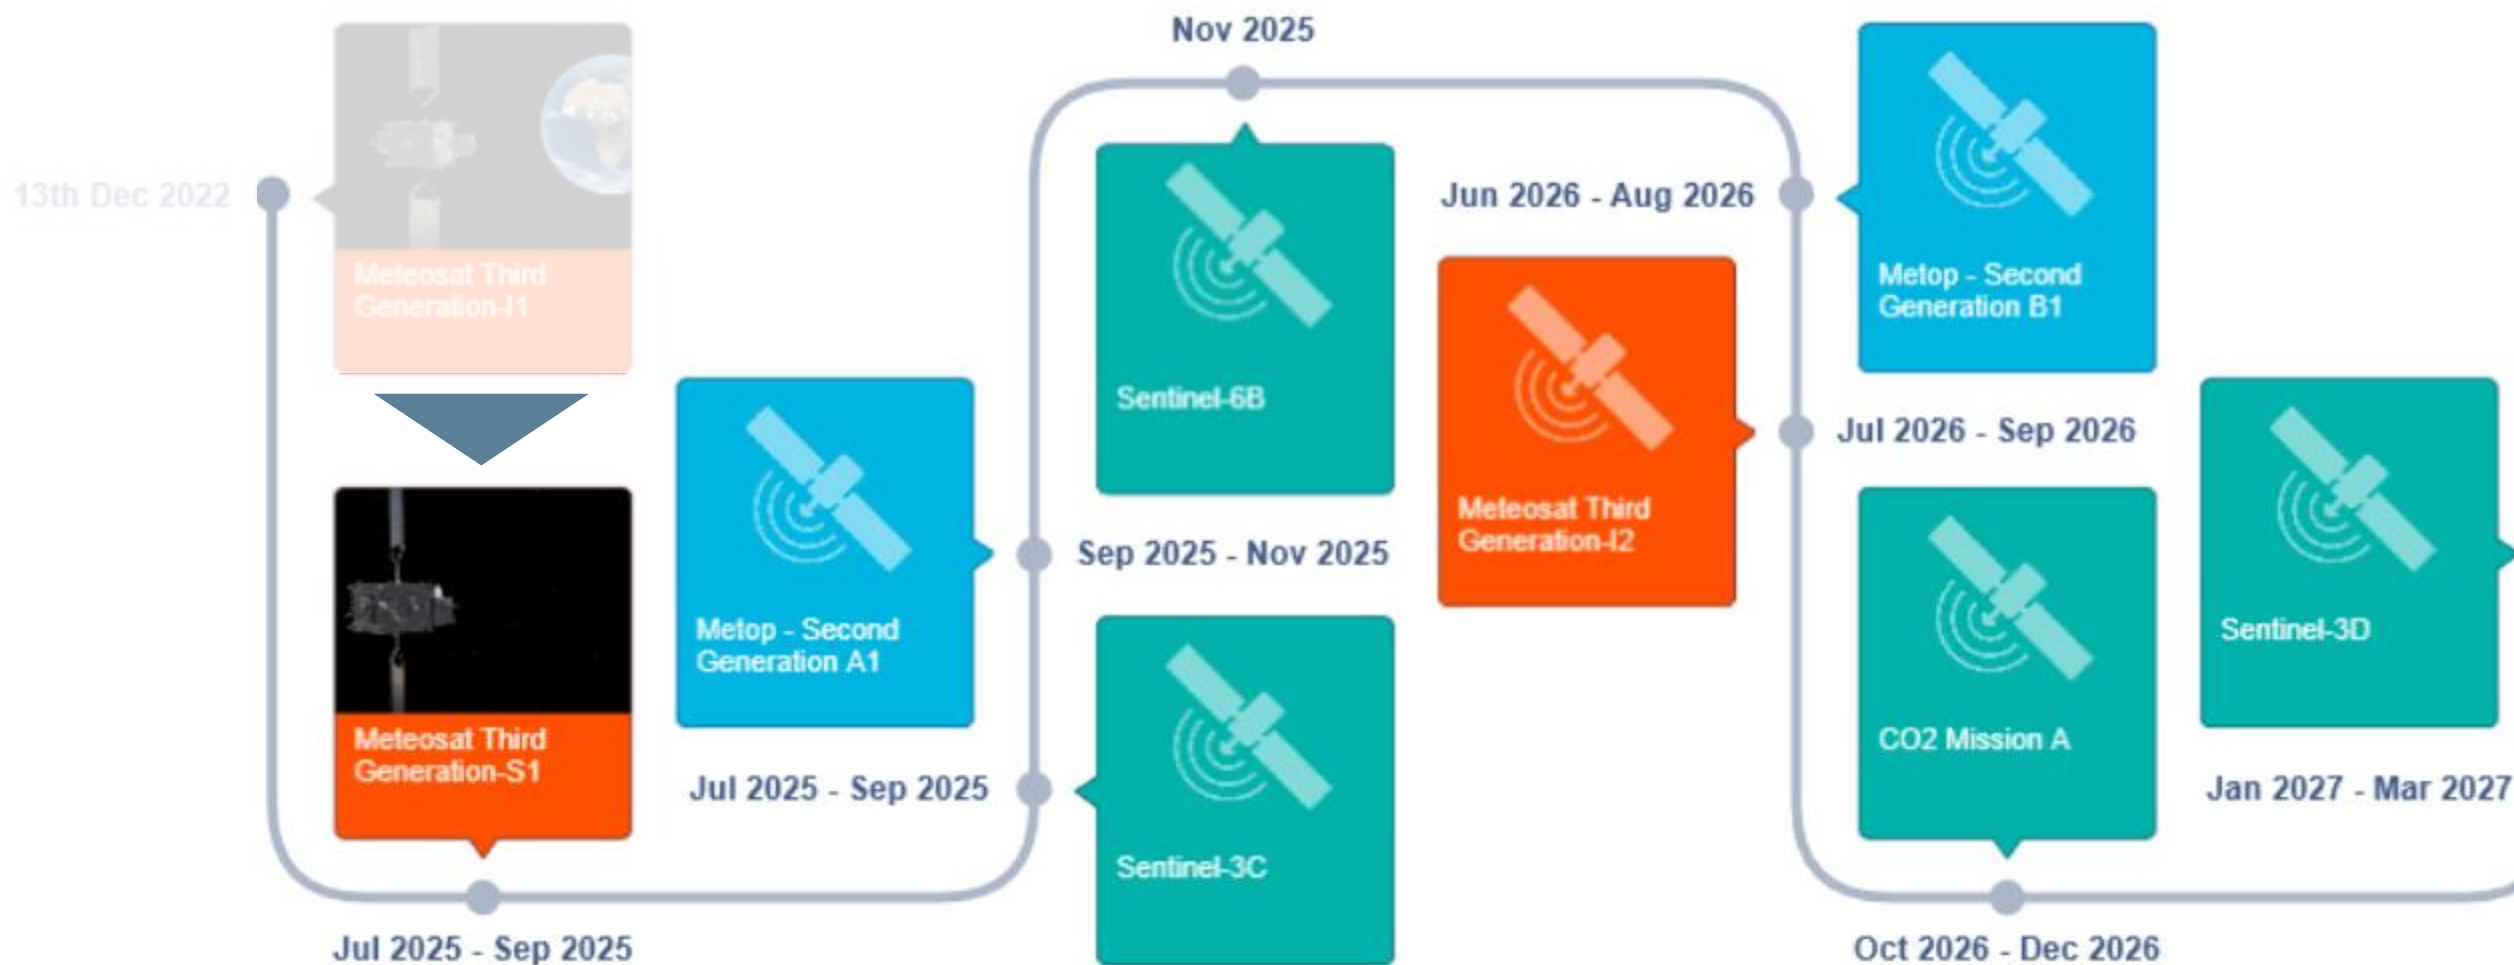 13th Dec 2022
Meteosat Third
Generation-I1
Meteosat Third
Generation-S1
Jul 2025 - Sep 2025
Metop - Second
Generation A1
Jul 2025 - Sep 2025
Sentinel-3C
Sep 2025 - Nov 2025
Nov 2025
Sentinel-6B
Jun 2026 - Aug 2026
Metop - Second
Generation B1
Meteosat Third
Generation-I2
Jul 2026 - Sep 2026
CO2 Mission A
Oct 2026 - Dec 2026
Sentinel-3D
Jan 2027 - Mar 2027